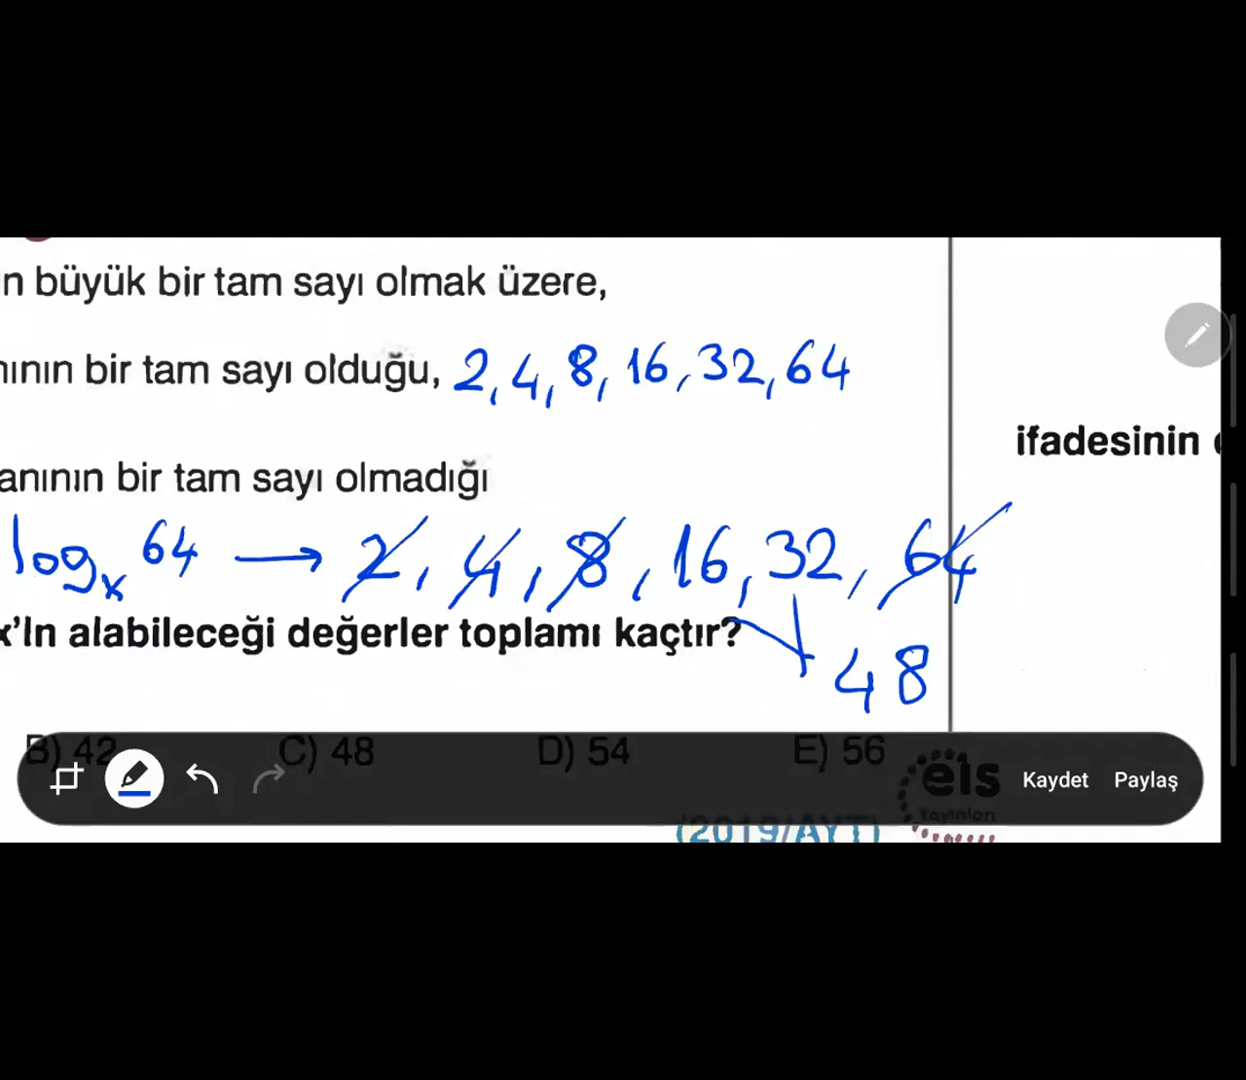 n büyük bir tam sayı olmak üzere,
ının bir tam sayı olduğu, 2, 4, 8, 16, 32, 64
ifadesinin
anının bir tam sayı olmadığı
log x 64 → 2, 4, 8, 16, 32, 64
x'in alabileceği değerler toplamı kaçtır?
48
B) 42 C) 48 D) 54 E) 56
eis
Yayınları
Kaydet Paylaş
(2019/AYT)